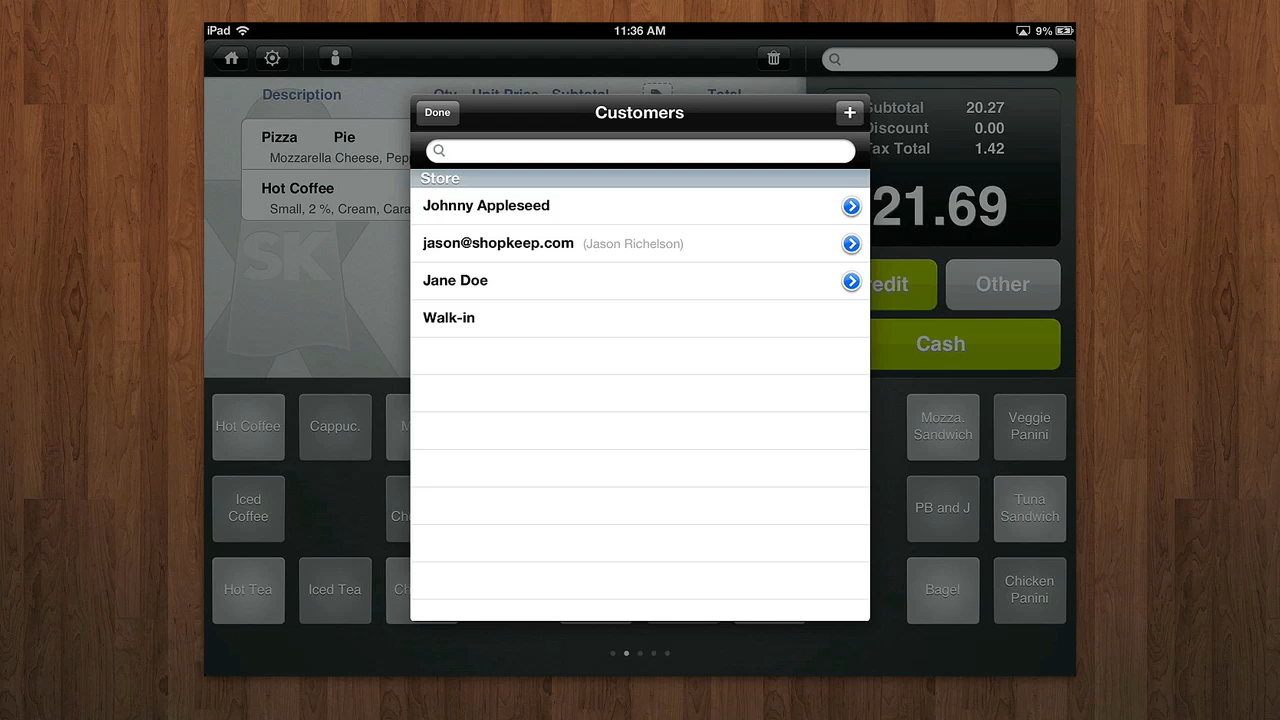 iPad 11:36 AM 9%
Description Qty Unit Price Subtotal Total
Pizza Pie
Mozzarella Cheese, Pep
Hot Coffee
Small, 2 %, Cream, Cara
SK
Done Customers +
Store
Johnny Appleseed
jason@shopkeep.com (Jason Richelson)
Jane Doe
Walk-in
Subtotal 20.27
Discount 0.00
Tax Total 1.42
21.69
edit Other
Cash
Hot Coffee Cappuc. M Mozza. Sandwich Veggie Panini
Iced Coffee Ch PB and J Tuna Sandwich
Hot Tea Iced Tea Ch Bagel Chicken Panini